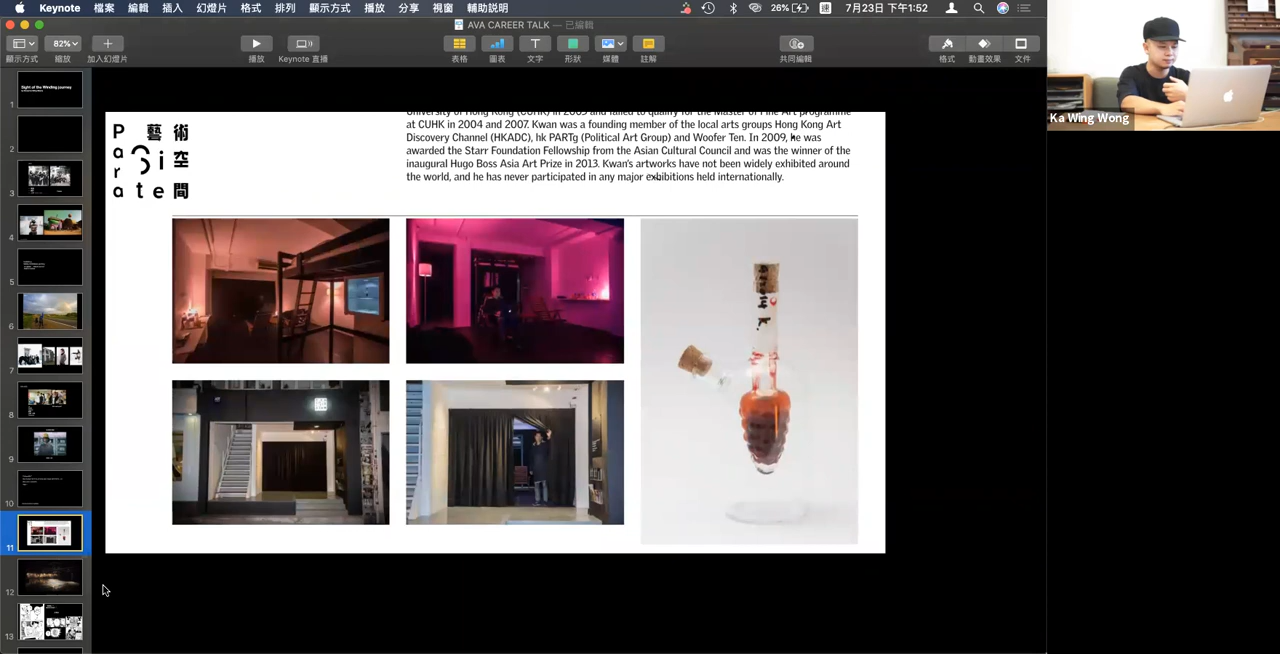 Keynote 檔案 編輯 插入 幻燈片 格式 排列 顯示方式 播放 分享 視窗 輔助說明
26% 7月23日 下午1:52
AVA CAREER TALK — 已編輯
82%
顯示方式 縮放 加入幻燈片 播放 Keynote 直播 表格 圖表 文字 形狀 媒體 註解 共同編輯 格式 動畫效果 文件
Sight of the Winding journey
1
2
3
4
5
6
7
8
9
10
11
12
13
P 藝 術
a Si 空
r
a t e 間
University of Hong Kong (CUHK) in 2003 and failed to qualify for the Master of Fine Art programme
at CUHK in 2004 and 2007. Kwan was a founding member of the local arts groups Hong Kong Art
Discovery Channel (HKADC), hk PARTg (Political Art Group) and Woofer Ten. In 2009, he was
awarded the Starr Foundation Fellowship from the Asian Cultural Council and was the winner of the
inaugural Hugo Boss Asia Art Prize in 2013. Kwan's artworks have not been widely exhibited around
the world, and he has never participated in any major exhibitions held internationally.
Ka Wing Wong